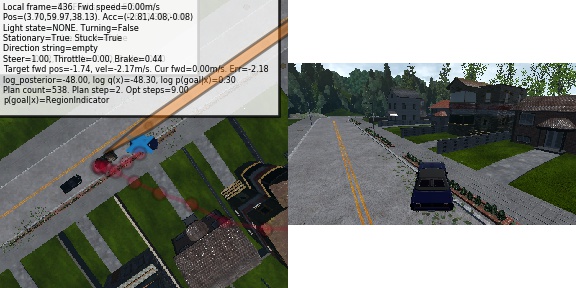 Local frame=436. Fwd speed=0.00m/s
Pos=(3.70,59.97,38.13). Acc=(-2.81,4.08,-0.08)
Light state=NONE. Turning=False
Stationary=True. Stuck=True
Direction string=empty
Steer=1.00, Throttle=0.00, Brake=0.44
Target fwd pos=-1.74, vel=-2.17m/s. Cur fwd=0.00m/s. Err=-2.18
log_posterior=-48.00, log q(x)=-48.30, log p(goal|x)=0.30
Plan count=538. Plan step=2. Opt steps=9.00
p(goal|x)=RegionIndicator